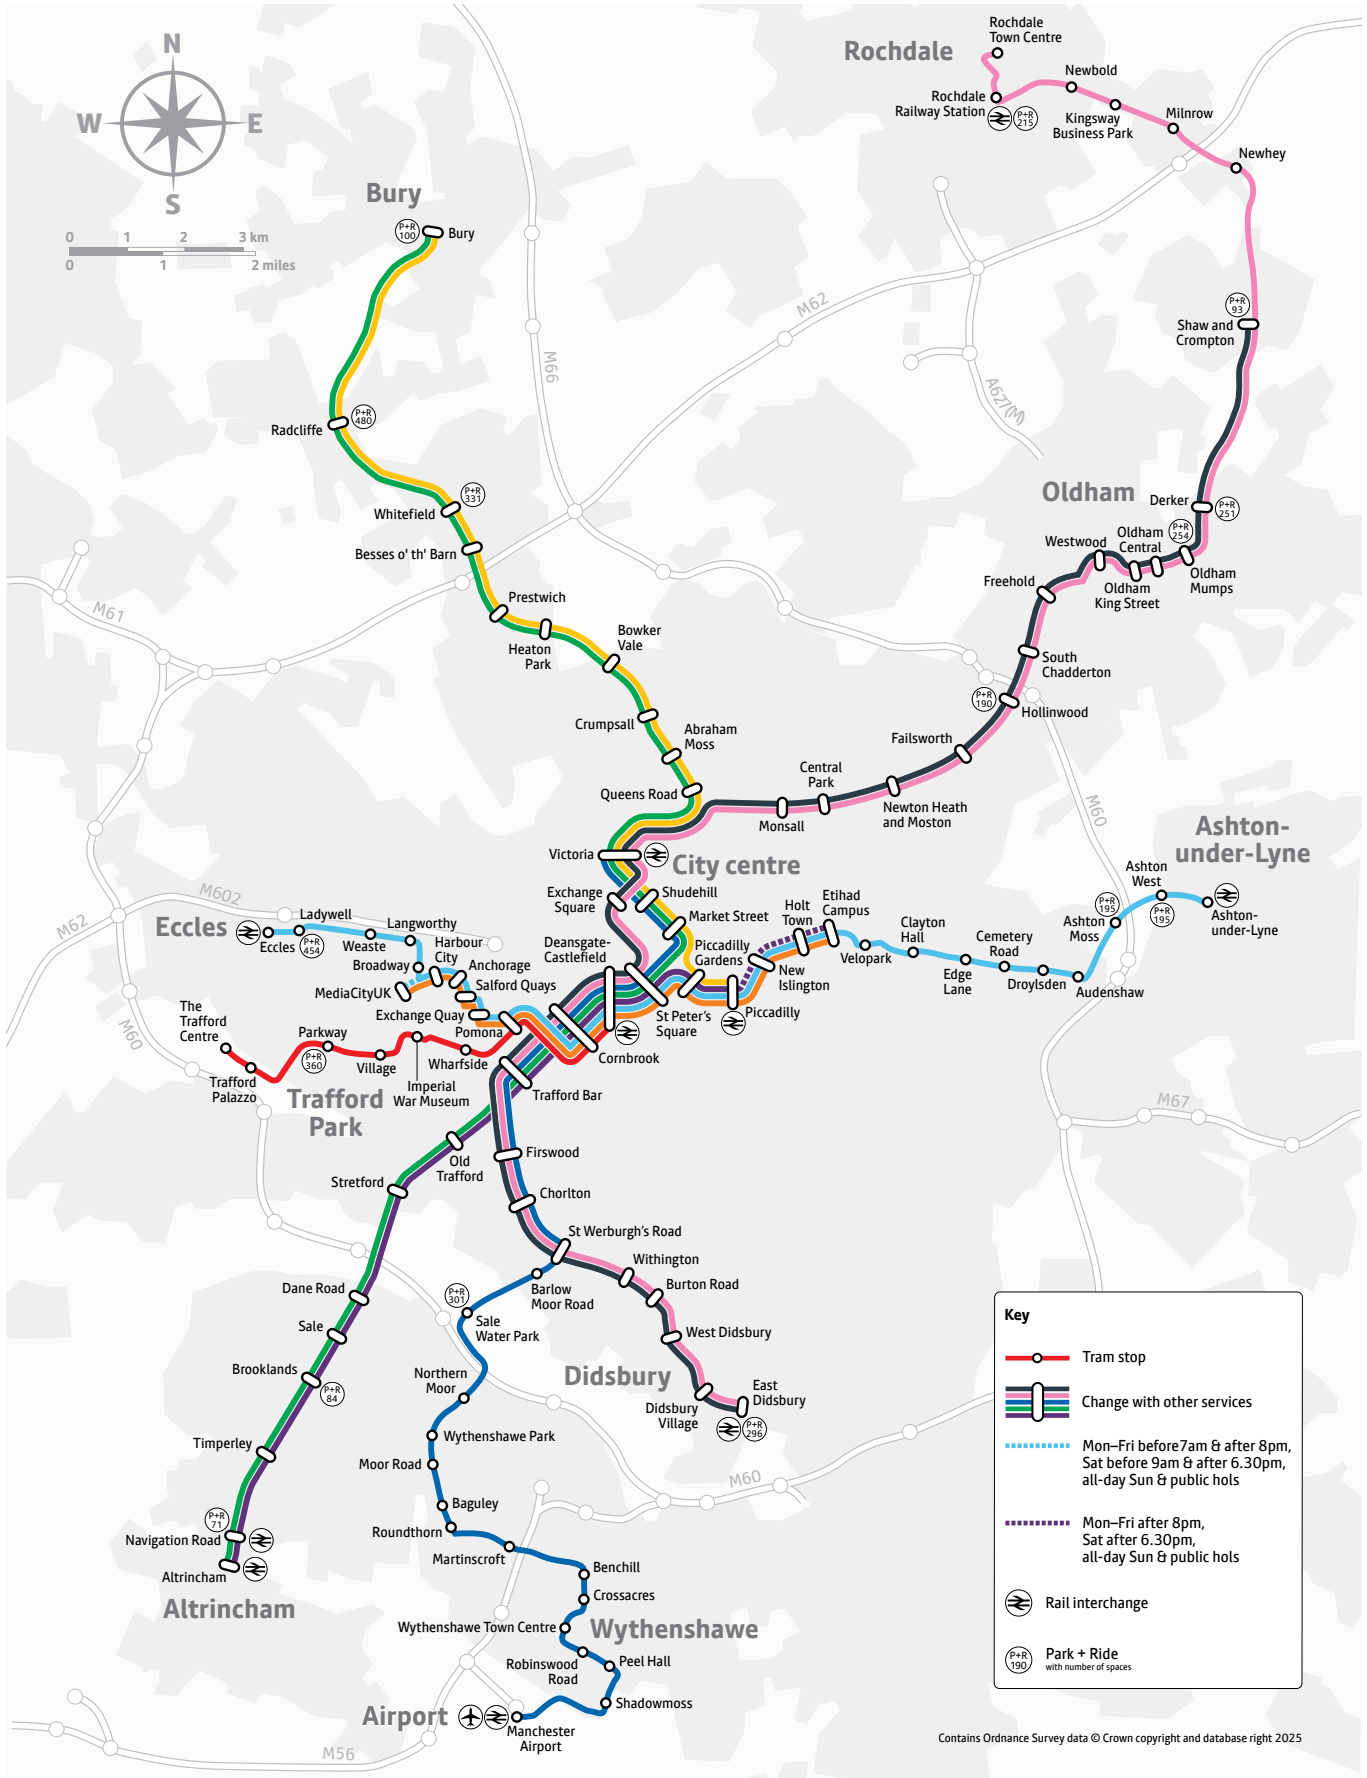 N
W
E
S
0 1 2 3 km
0 1 2 miles
Rochdale
Rochdale
Town Centre
Rochdale
Railway Station
P+R
215
Newbold
Kingsway
Business Park
Milnrow
Newhey
P+R
93
Shaw and
Crompton
Bury
P+R
100
Bury
M66
M62
A627(M)
Radcliffe
P+R
480
Whitefield
P+R
331
Besses o' th' Barn
Prestwich
Heaton
Park
Bowker
Vale
Crumpsall
Abraham
Moss
Queens Road
Oldham
Derker
P+R
251
P+R
254
Oldham
Mumps
Oldham
Central
Oldham
King Street
Westwood
Freehold
South
Chadderton
P+R
190
Hollinwood
Failsworth
Newton Heath
and Moston
Central
Park
Monsall
M61
M60
Victoria
City centre
Exchange
Square
Shudehill
Market Street
Deansgate-
Castlefield
Piccadilly
Gardens
St Peter's
Square
Piccadilly
New
Islington
Holt
Town
Etihad
Campus
Velopark
Clayton
Hall
Edge
Lane
Cemetery
Road
Droylsden
Audenshaw
Ashton
Moss
P+R
195
Ashton
West
P+R
195
Ashton-
under-Lyne
Ashton-
under-Lyne
M602
M62
M60
Eccles
Eccles
Ladywell
P+R
454
Weaste
Langworthy
Broadway
Harbour
City
MediaCityUK
Anchorage
Salford Quays
Exchange Quay
Pomona
Cornbrook
The
Trafford
Centre
Trafford
Palazzo
Parkway
P+R
360
Village
Imperial
War Museum
Wharfside
Trafford
Park
Trafford Bar
M67
Old
Trafford
Stretford
Firswood
Chorlton
St Werburgh's Road
Withington
Burton Road
West Didsbury
Didsbury
Didsbury
Village
East
Didsbury
P+R
296
Barlow
Moor Road
P+R
301
Sale
Water Park
Northern
Moor
Wythenshawe Park
Moor Road
Baguley
Roundthorn
Martinscroft
Benchill
Crossacres
Wythenshawe Town Centre
Wythenshawe
Robinswood
Road
Peel Hall
Shadowmoss
Airport
Manchester
Airport
Dane Road
Sale
Brooklands
P+R
84
Timperley
P+R
71
Navigation Road
Altrincham
Altrincham
M60
M56
Key
Tram stop
Change with other services
Mon–Fri before7am & after 8pm,
Sat before 9am & after 6.30pm,
all-day Sun & public hols
Mon–Fri after 8pm,
Sat after 6.30pm,
all-day Sun & public hols
Rail interchange
P+R
190
Park + Ride
with number of spaces
Contains Ordnance Survey data © Crown copyright and database right 2025